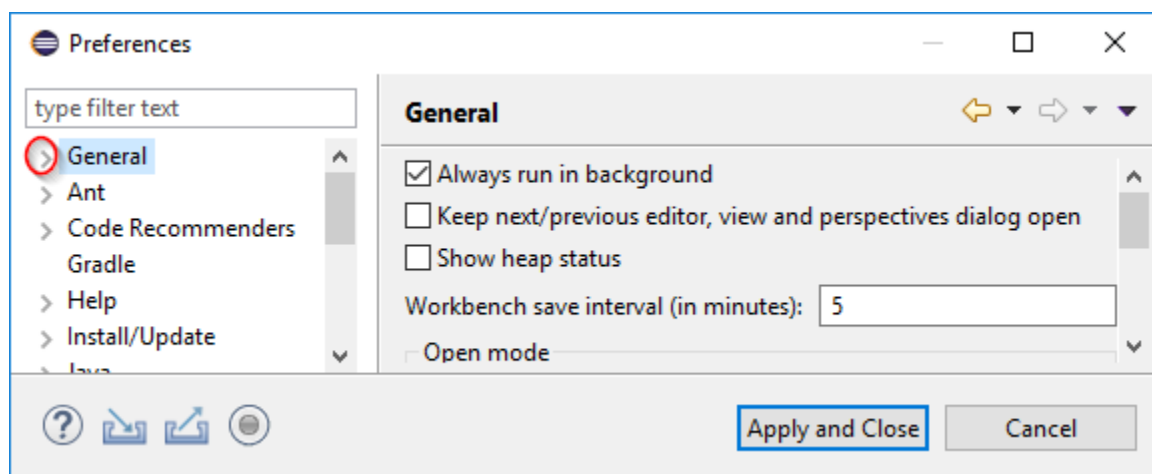 Preferences
type filter text
General
Ant
Code Recommenders
Gradle
Help
Install/Update
Java
General
Always run in background
Keep next/previous editor, view and perspectives dialog open
Show heap status
Workbench save interval (in minutes): 5
Open mode
Apply and Close
Cancel